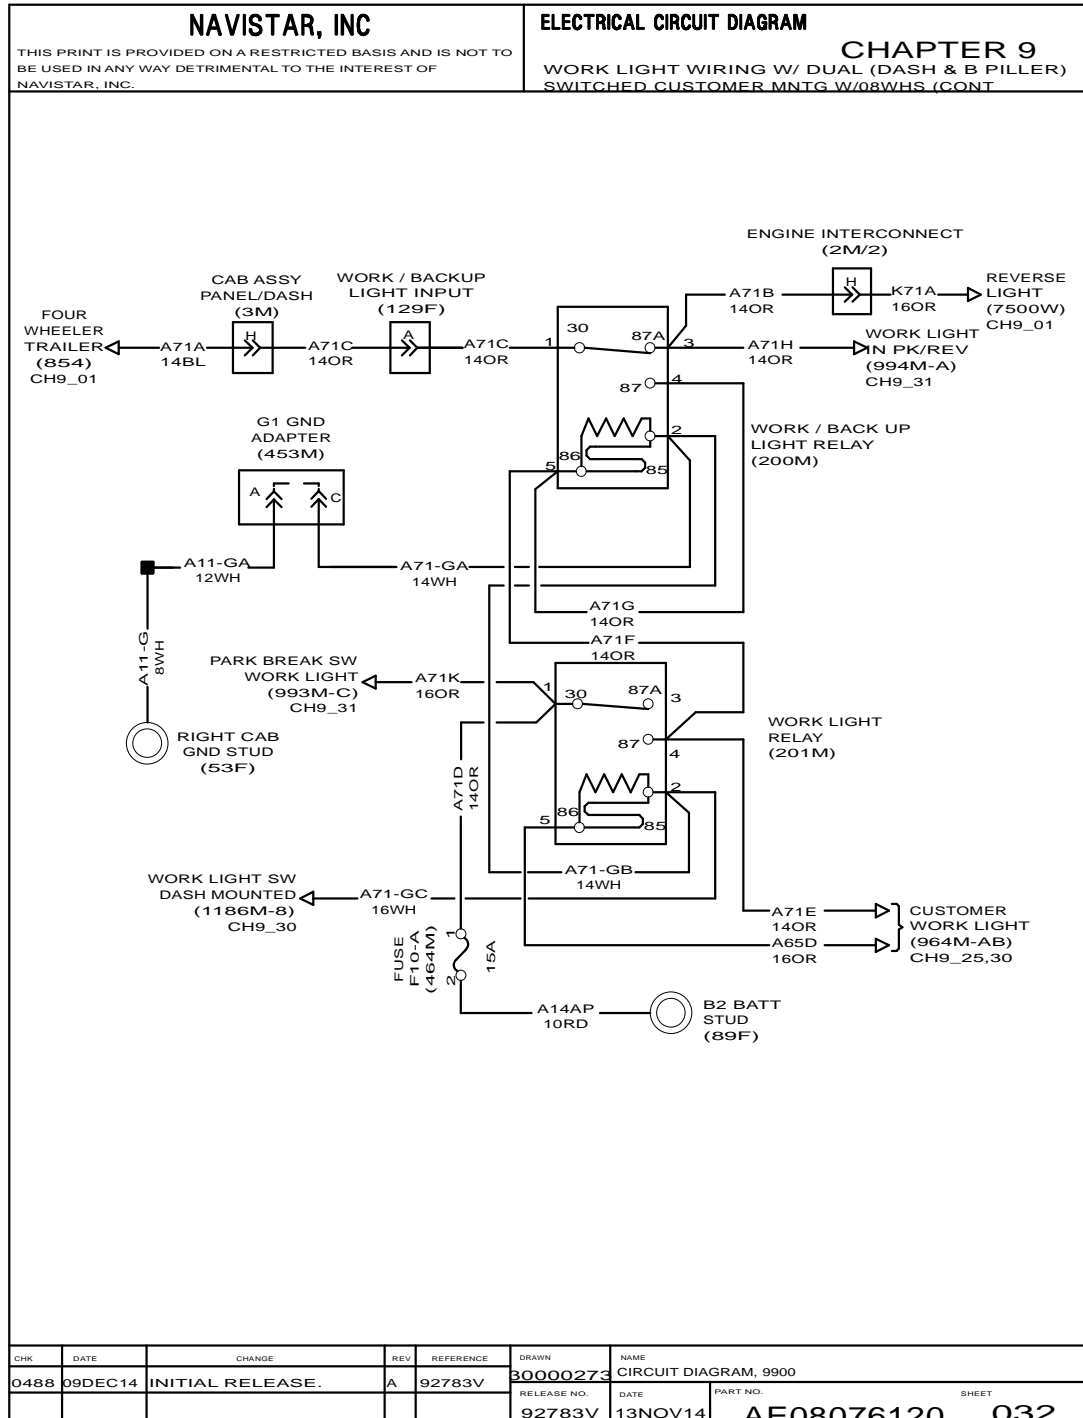 NAVISTAR, INC
THIS PRINT IS PROVIDED ON A RESTRICTED BASIS AND IS NOT TO
BE USED IN ANY WAY DETRIMENTAL TO THE INTEREST OF
NAVISTAR, INC.
ELECTRICAL CIRCUIT DIAGRAM
CHAPTER 9
WORK LIGHT WIRING W/ DUAL (DASH & B PILLER)
SWITCHED CUSTOMER MNTG W/08WHS (CONT
ENGINE INTERCONNECT
(2M/2)
H
A71B
14OR
K71A
16OR
REVERSE
LIGHT
(7500W)
CH9_01
CAB ASSY
PANEL/DASH
(3M)
H
WORK / BACKUP
LIGHT INPUT
(129F)
A
FOUR
WHEELER
TRAILER
(854)
CH9_01
A71A
14BL
A71C
14OR
A71C
14OR
1
30
87A
3
A71H
14OR
WORK LIGHT
IN PK/REV
(994M-A)
CH9_31
87
4
2
86
85
5
WORK / BACK UP
LIGHT RELAY
(200M)
G1 GND
ADAPTER
(453M)
A
C
A11-GA
12WH
A71-GA
14WH
A11-G
8WH
A71G
14OR
A71F
14OR
RIGHT CAB
GND STUD
(53F)
PARK BREAK SW
WORK LIGHT
(993M-C)
CH9_31
A71K
16OR
1
30
87A
3
87
4
2
86
85
5
WORK LIGHT
RELAY
(201M)
A71D
14OR
A71-GB
14WH
WORK LIGHT SW
DASH MOUNTED
(1186M-8)
CH9_30
A71-GC
16WH
A71E
14OR
A65D
16OR
CUSTOMER
WORK LIGHT
(964M-AB)
CH9_25,30
FUSE
F10-A
(464M)
1
2
15A
A14AP
10RD
B2 BATT
STUD
(89F)
CHK DATE CHANGE REV REFERENCE
0488 09DEC14 INITIAL RELEASE. A 92783V
DRAWN
30000273
NAME
CIRCUIT DIAGRAM, 9900
RELEASE NO.
92783V
DATE
13NOV14
PART NO.
AE08076120
SHEET
032